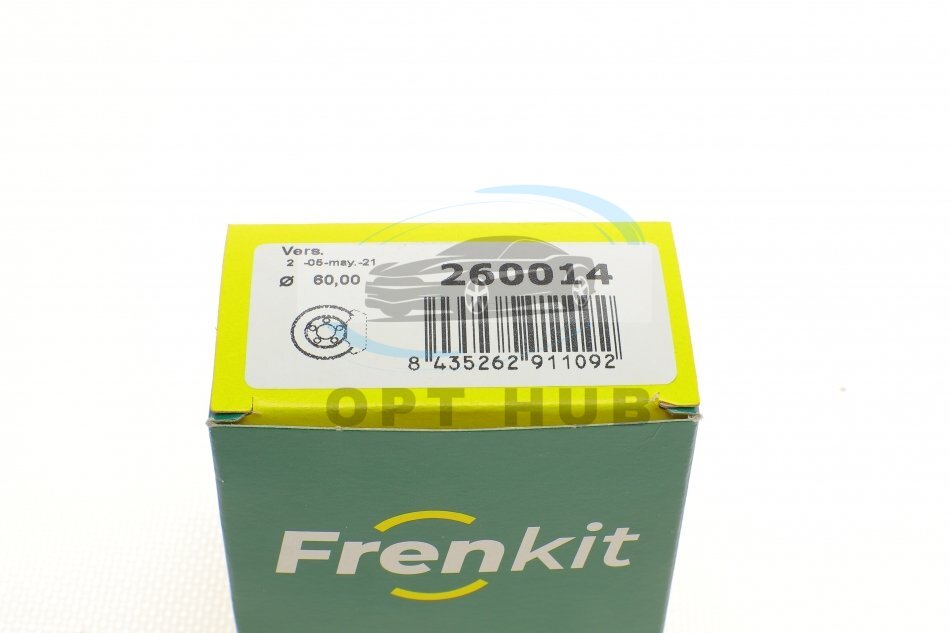 Vers.
2 -05-may.-21
Ø 60,00
260014
8 435262 911092
OPT HUB
Frenkit